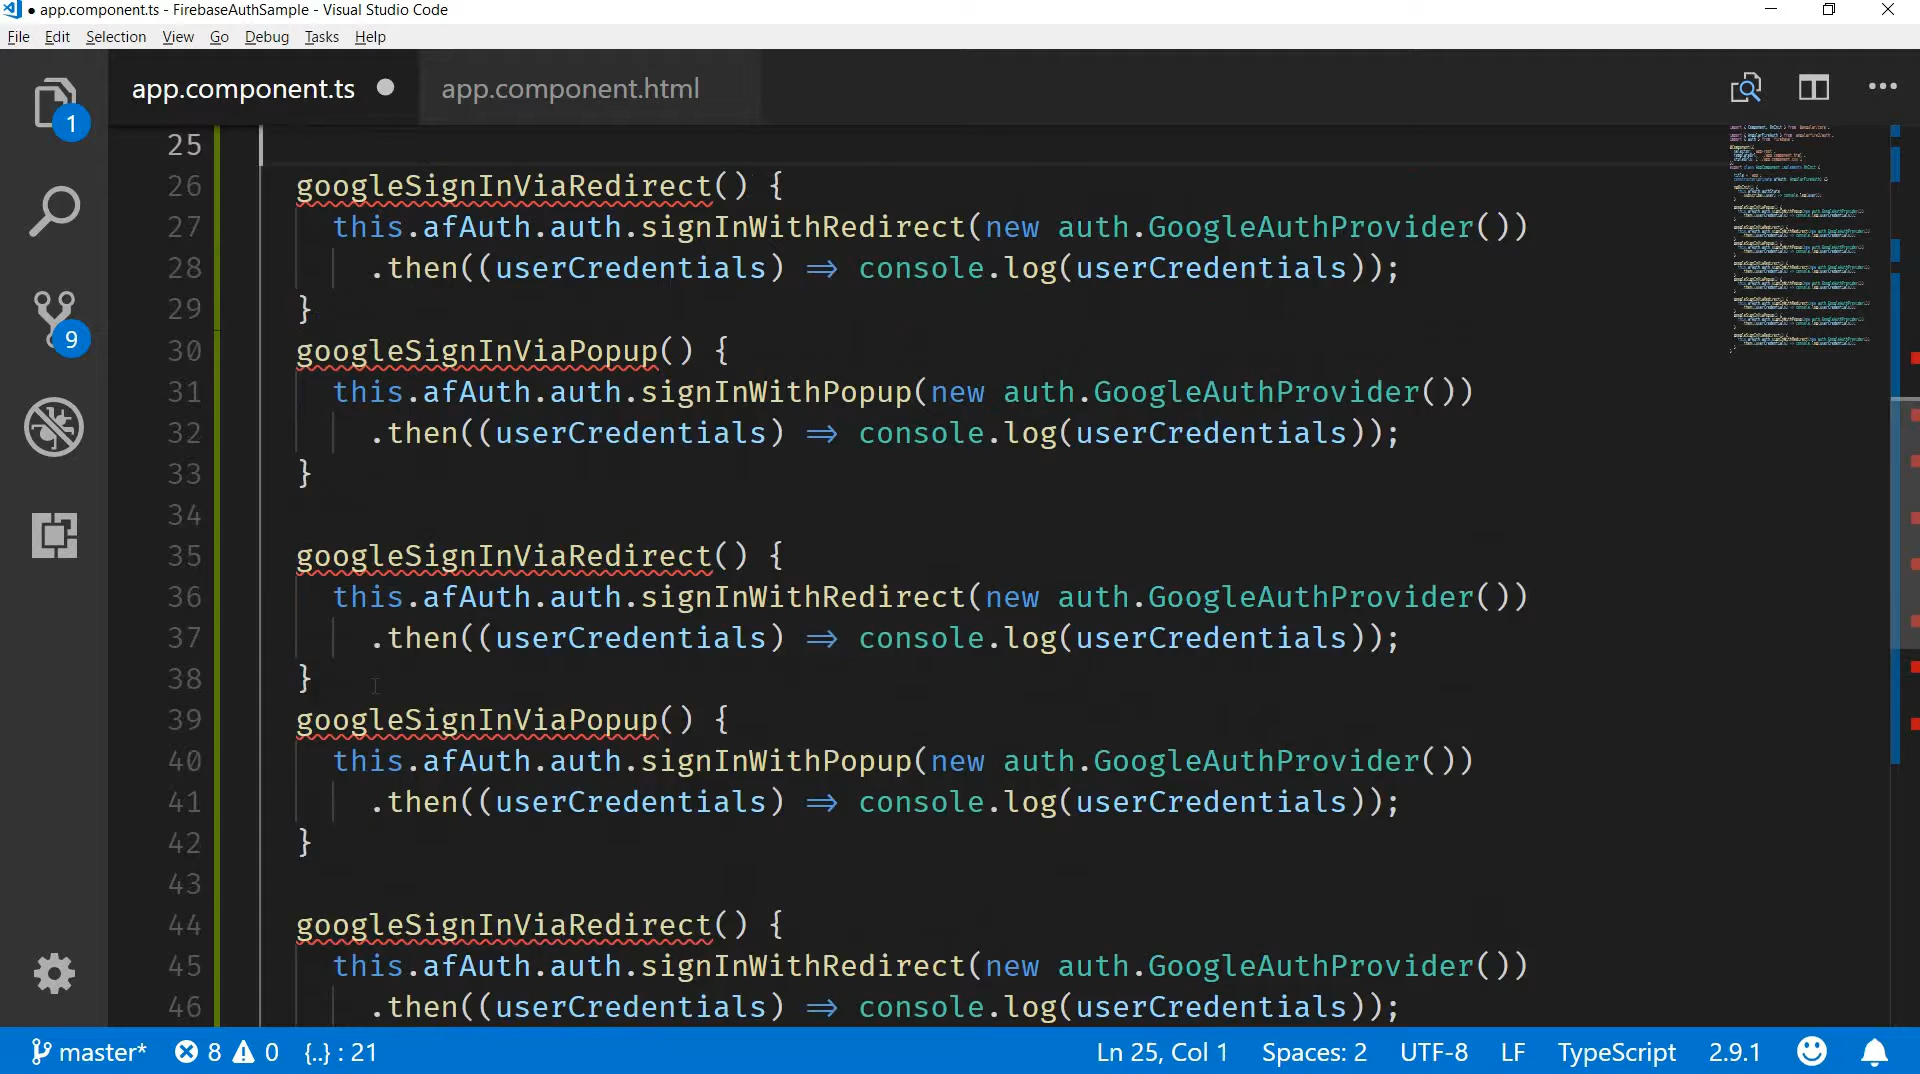 ● app.component.ts - FirebaseAuthSample - Visual Studio Code
File Edit Selection View Go Debug Tasks Help
app.component.ts ● app.component.html
1
9
25
26 googleSignInViaRedirect() {
27 this.afAuth.auth.signInWithRedirect(new auth.GoogleAuthProvider())
28 .then((userCredentials) ⇒ console.log(userCredentials));
29 }
30 googleSignInViaPopup() {
31 this.afAuth.auth.signInWithPopup(new auth.GoogleAuthProvider())
32 .then((userCredentials) ⇒ console.log(userCredentials));
33 }
34
35 googleSignInViaRedirect() {
36 this.afAuth.auth.signInWithRedirect(new auth.GoogleAuthProvider())
37 .then((userCredentials) ⇒ console.log(userCredentials));
38 }
39 googleSignInViaPopup() {
40 this.afAuth.auth.signInWithPopup(new auth.GoogleAuthProvider())
41 .then((userCredentials) ⇒ console.log(userCredentials));
42 }
43
44 googleSignInViaRedirect() {
45 this.afAuth.auth.signInWithRedirect(new auth.GoogleAuthProvider())
46 .then((userCredentials) ⇒ console.log(userCredentials));
master* 8 0 {..} : 21 Ln 25, Col 1 Spaces: 2 UTF-8 LF TypeScript 2.9.1